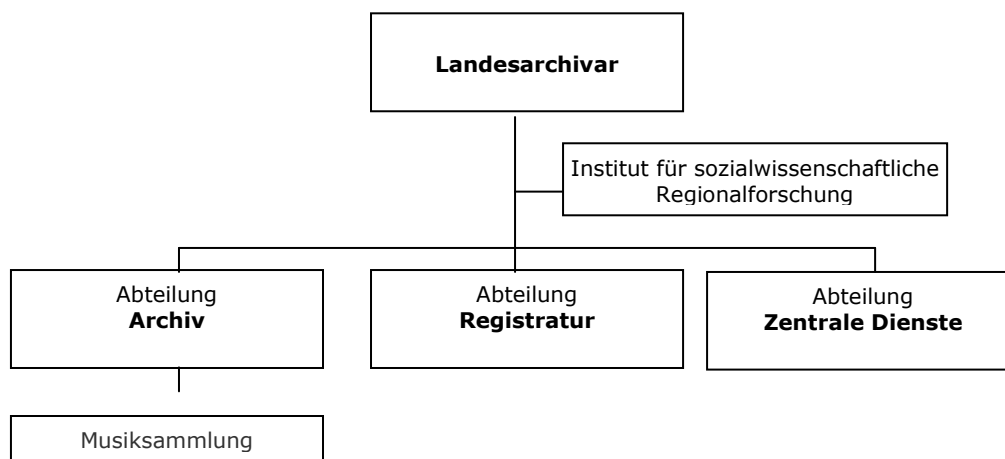 Landesarchivar
Institut für sozialwissenschaftliche
Regionalforschung
Abteilung
Archiv
Abteilung
Registratur
Abteilung
Zentrale Dienste
Musiksammlung